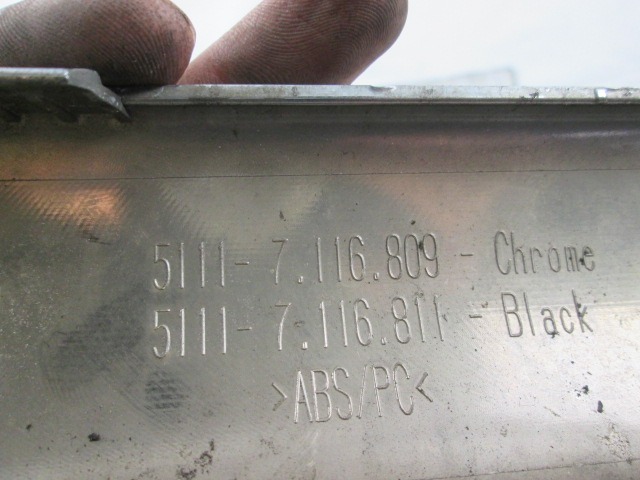 5111- 7.116.809 - Chrome
5111- 7.116.811 - Black
>ABS/PC<